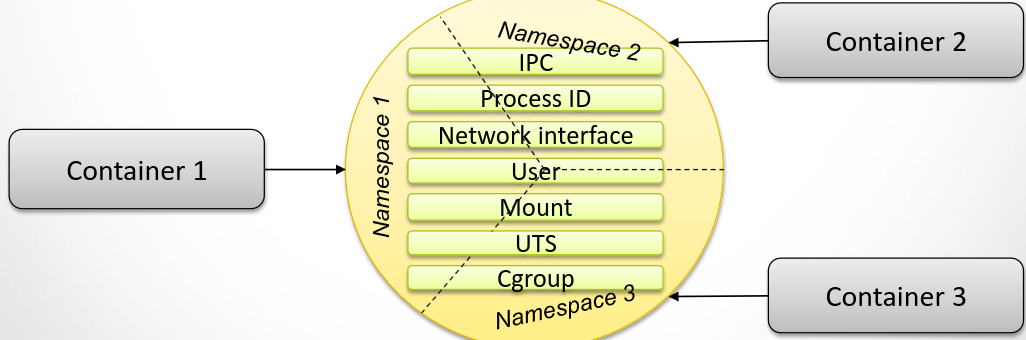 Container 1
Namespace 1
Namespace 2
IPC
Process ID
Network interface
User
Mount
UTS
Cgroup
Namespace 3
Container 2
Container 3